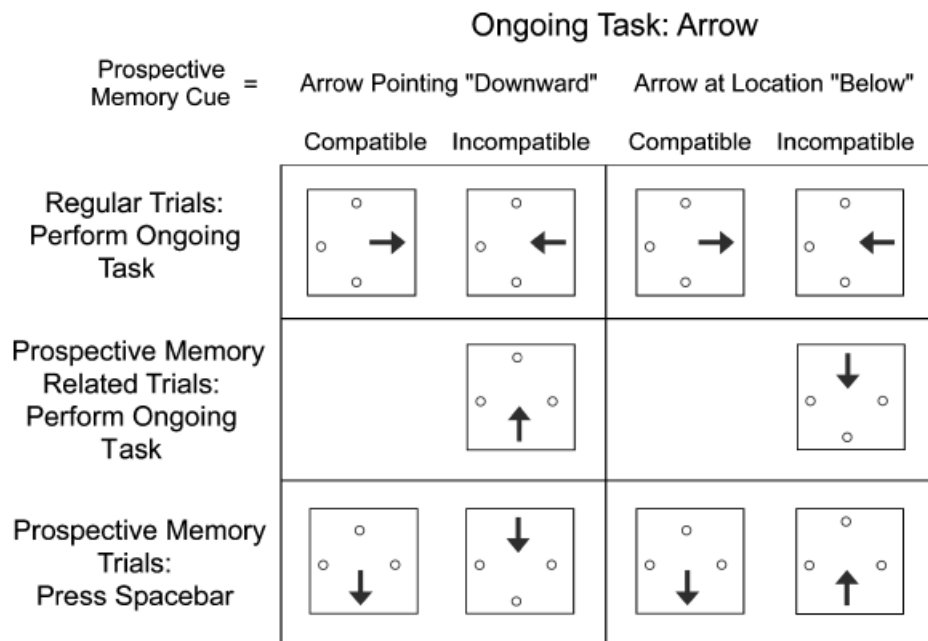 Ongoing Task: Arrow
Prospective
Memory Cue =
Arrow Pointing "Downward"
Arrow at Location "Below"
Compatible Incompatible Compatible Incompatible
Regular Trials:
Perform Ongoing
Task
Prospective Memory
Related Trials:
Perform Ongoing
Task
Prospective Memory
Trials:
Press Spacebar